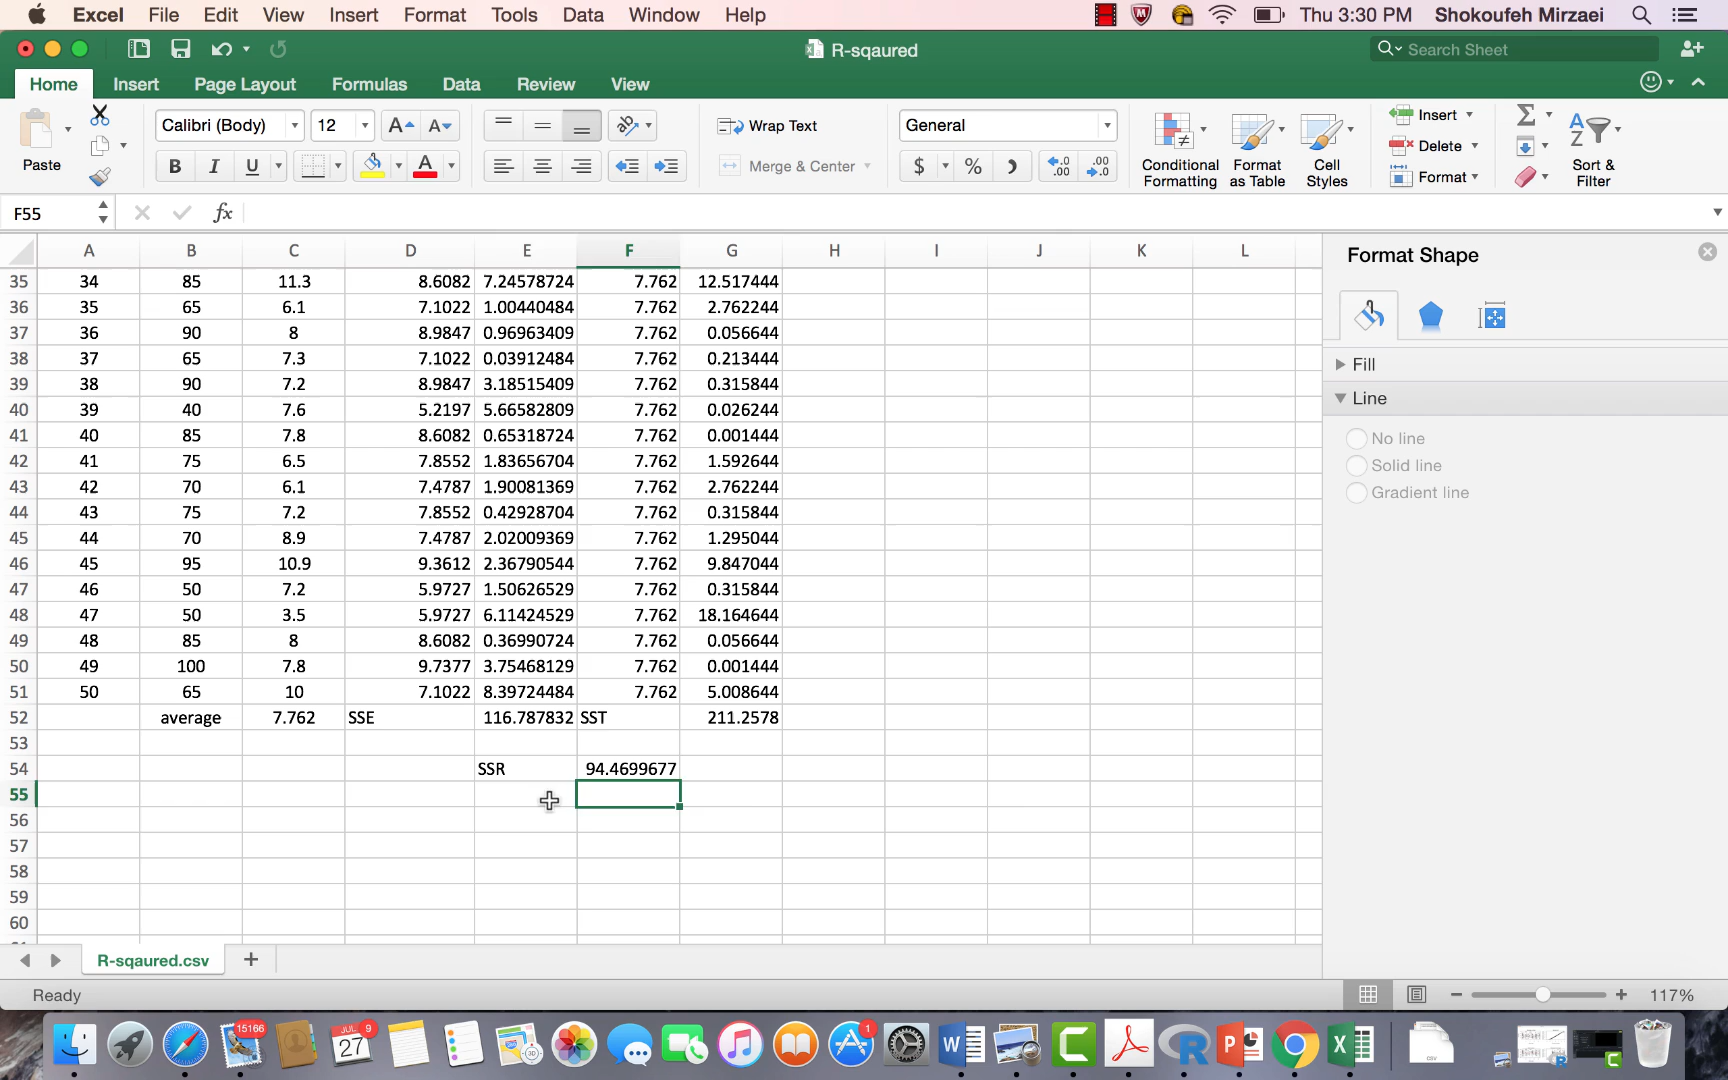 Excel File Edit View Insert Format Tools Data Window Help Thu 3:30 PM Shokoufeh Mirzaei
R-sqaured Search Sheet
Home Insert Page Layout Formulas Data Review View
Paste Calibri (Body) 12 A A Wrap Text General Insert
Delete
B I U A Merge & Center $ % Conditional Formatting Format as Table Cell Styles Format Sort & Filter
F55 fx
A B C D E F G H I J K L
35 34 85 11.3 8.6082 7.24578724 7.762 12.517444
36 35 65 6.1 7.1022 1.00440484 7.762 2.762244
37 36 90 8 8.9847 0.96963409 7.762 0.056644
38 37 65 7.3 7.1022 0.03912484 7.762 0.213444
39 38 90 7.2 8.9847 3.18515409 7.762 0.315844
40 39 40 7.6 5.2197 5.66582809 7.762 0.026244
41 40 85 7.8 8.6082 0.65318724 7.762 0.001444
42 41 75 6.5 7.8552 1.83656704 7.762 1.592644
43 42 70 6.1 7.4787 1.90081369 7.762 2.762244
44 43 75 7.2 7.8552 0.42928704 7.762 0.315844
45 44 70 8.9 7.4787 2.02009369 7.762 1.295044
46 45 95 10.9 9.3612 2.36790544 7.762 9.847044
47 46 50 7.2 5.9727 1.50626529 7.762 0.315844
48 47 50 3.5 5.9727 6.11424529 7.762 18.164644
49 48 85 8 8.6082 0.36990724 7.762 0.056644
50 49 100 7.8 9.7377 3.75468129 7.762 0.001444
51 50 65 10 7.1022 8.39724484 7.762 5.008644
52 average 7.762 SSE 116.787832 SST 211.2578
53
54 SSR 94.4699677
55
56
57
58
59
60
Format Shape
Fill
Line
No line
Solid line
Gradient line
R-sqaured.csv
Ready 117%
15166 JUL 27 9 1